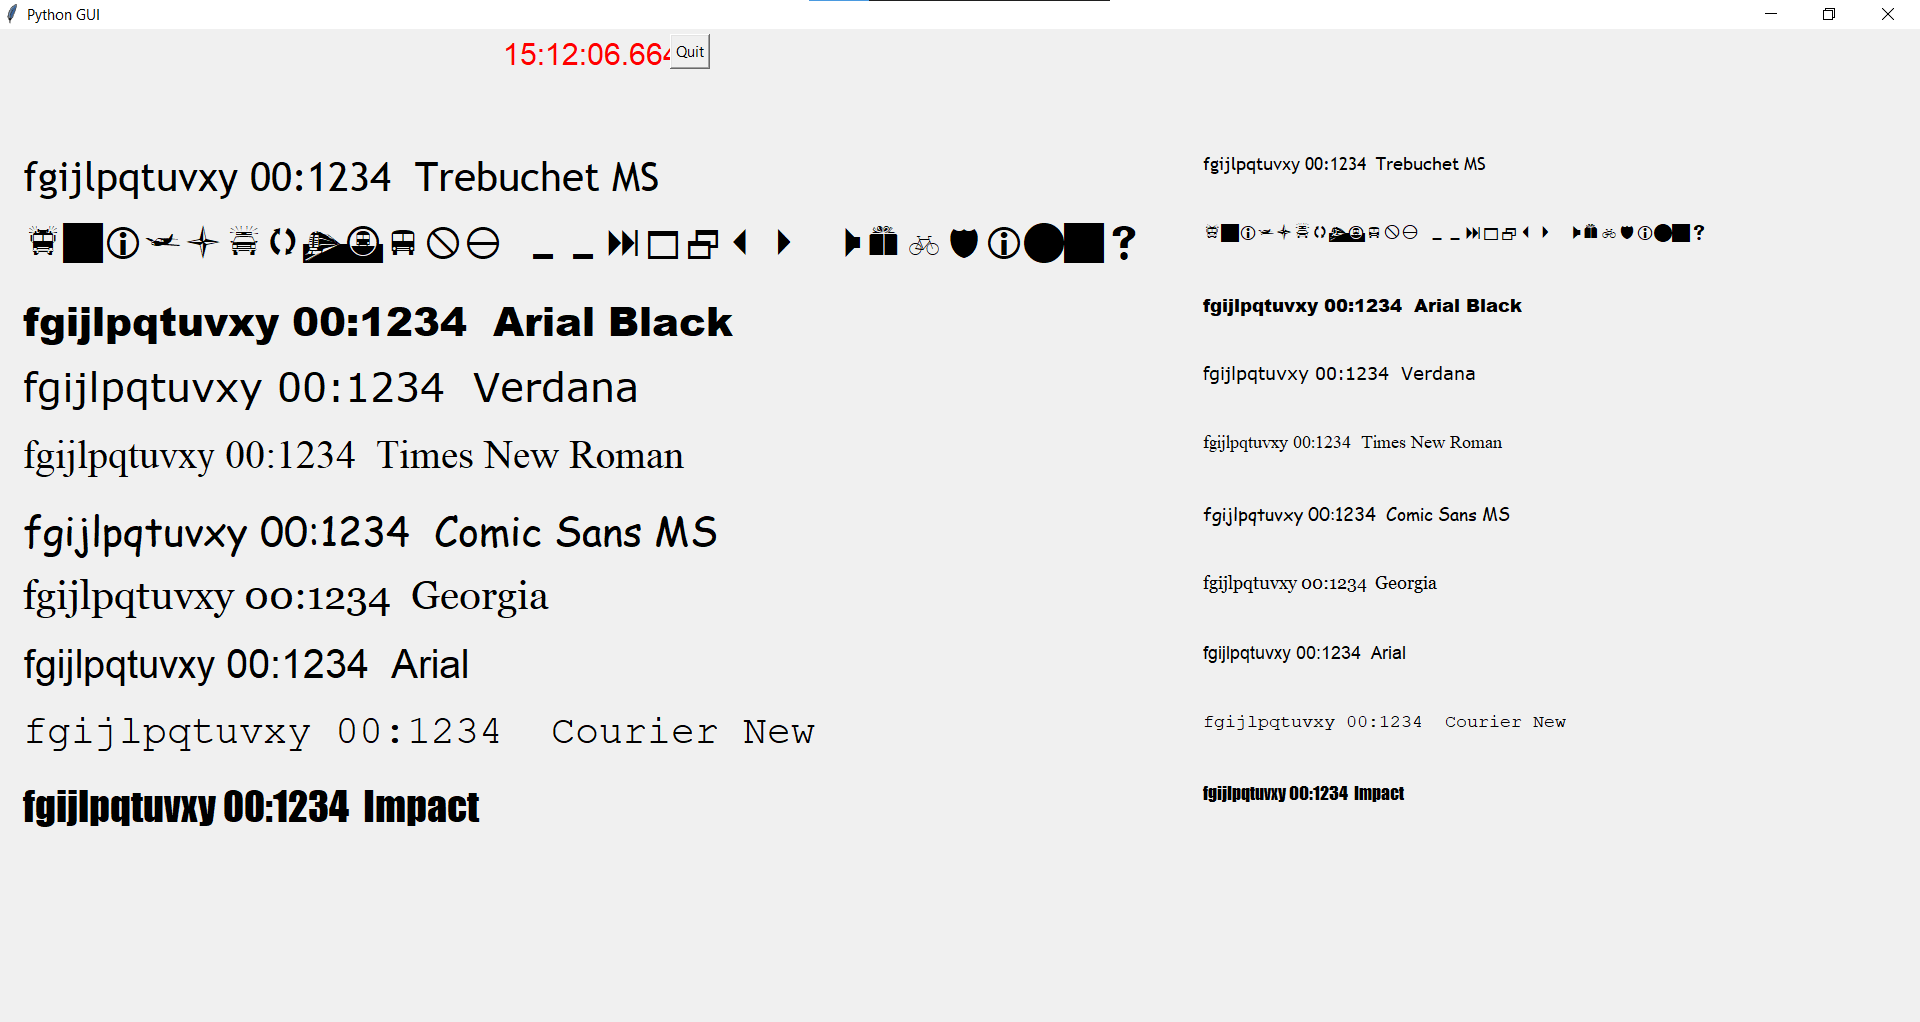 Python GUI
15:12:06.664 Quit
fgijlpqtuvxy 00:1234 Trebuchet MS
fgijlpqtuvxy 00:1234 Trebuchet MS
fgijlpqtuvxy 00:1234 Arial Black
fgijlpqtuvxy 00:1234 Arial Black
fgijlpqtuvxy 00:1234 Verdana
fgijlpqtuvxy 00:1234 Verdana
fgijlpqtuvxy 00:1234 Times New Roman
fgijlpqtuvxy 00:1234 Times New Roman
fgijlpqtuvxy 00:1234 Comic Sans MS
fgijlpqtuvxy 00:1234 Comic Sans MS
fgijlpqtuvxy 00:1234 Georgia
fgijlpqtuvxy 00:1234 Georgia
fgijlpqtuvxy 00:1234 Arial
fgijlpqtuvxy 00:1234 Arial
fgijlpqtuvxy 00:1234 Courier New
fgijlpqtuvxy 00:1234 Courier New
fgijlpqtuvxy 00:1234 Impact
fgijlpqtuvxy 00:1234 Impact